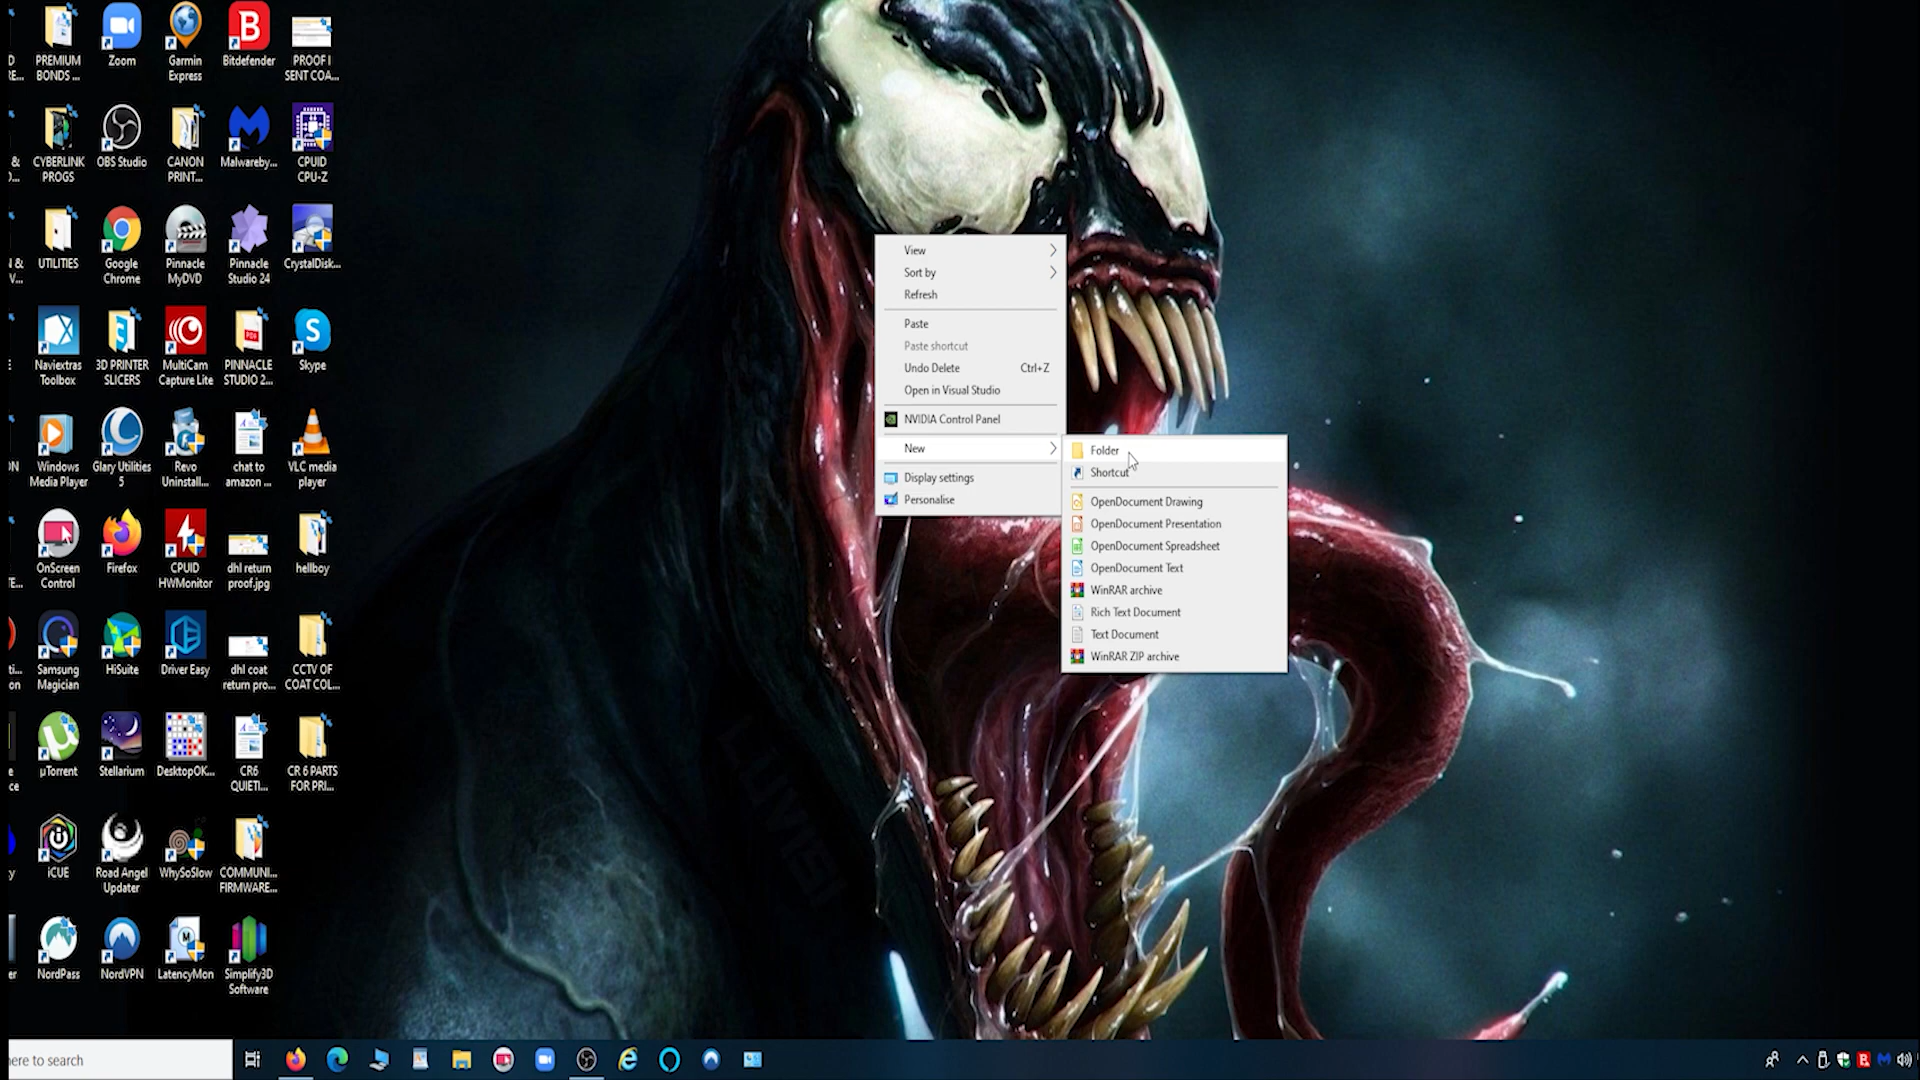 PREMIUM
BONDS ...
Zoom
Garmin
Express
Bitdefender
PROOF I
SENT COA...
CYBERLINK
PROGS
OBS Studio
CANON
PRINT...
Malwareby...
CPUID
CPU-Z
UTILITIES
Google
Chrome
Pinnacle
MyDVD
Pinnacle
Studio 24
CrystalDisk...
Naviextras
Toolbox
3D PRINTER
SLICERS
MultiCam
Capture Lite
PINNACLE
STUDIO 2...
Skype
Windows
Media Player
Glary Utilities
5
Revo
Uninstall...
chat to
amazon ...
VLC media
player
OnScreen
Control
Firefox
CPUID
HWMonitor
dhl return
proof.jpg
hellboy
Samsung
Magician
HiSuite
Driver Easy
dhl coat
return pro...
CCTV OF
COAT COL...
µTorrent
Stellarium
DesktopOK...
CR6
QUIETI...
CR 6 PARTS
FOR PRI...
iCUE
Road Angel
Updater
WhySoSlow
COMMUNI...
FIRMWARE...
NordPass
NordVPN
LatencyMon
Simplify3D
Software
View
Sort by
Refresh
Paste
Paste shortcut
Undo Delete Ctrl+Z
Open in Visual Studio
NVIDIA Control Panel
New
Display settings
Personalise
Folder
Shortcut
OpenDocument Drawing
OpenDocument Presentation
OpenDocument Spreadsheet
OpenDocument Text
WinRAR archive
Rich Text Document
Text Document
WinRAR ZIP archive
here to search